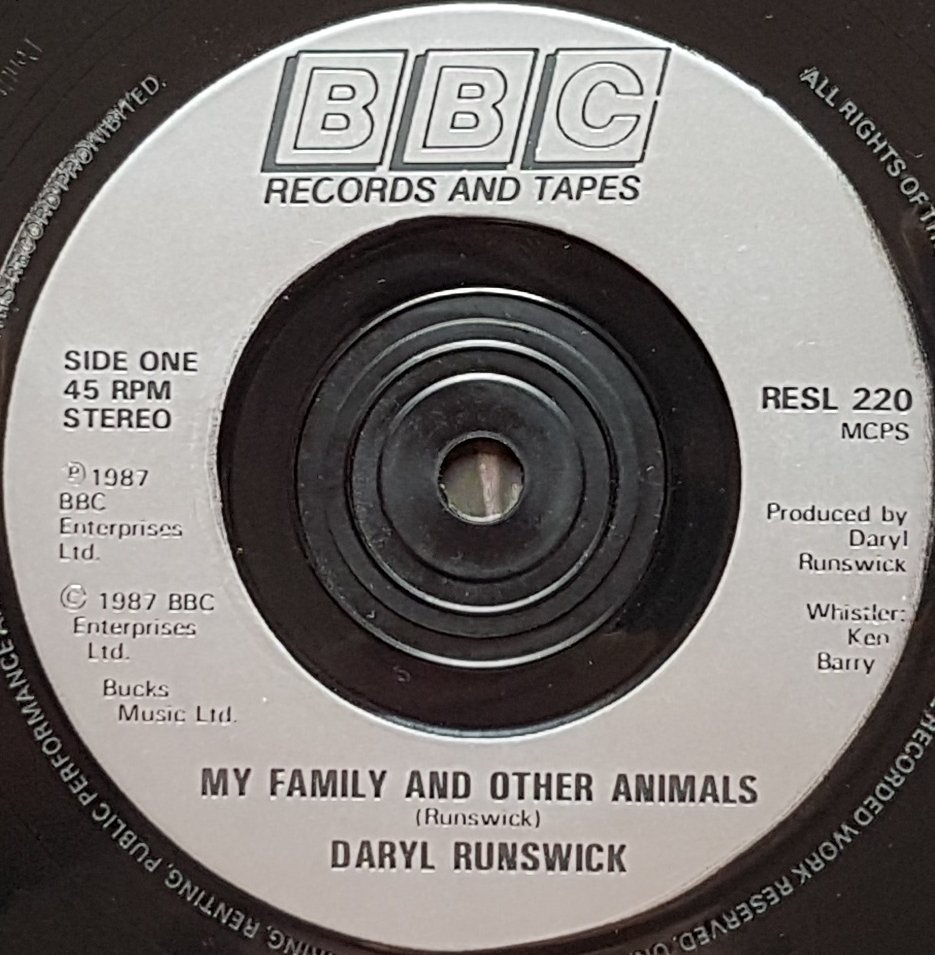 BBC
RECORDS AND TAPES
SIDE ONE
45 RPM
STEREO
℗ 1987
BBC
Enterprises
Ltd.
© 1987 BBC
Enterprises
Ltd.
Bucks
Music Ltd.
RESL 220
MCPS
Produced by
Daryl
Runswick
Whistler:
Ken
Barry
MY FAMILY AND OTHER ANIMALS
(Runswick)
DARYL RUNSWICK
ALL RIGHTS OF
RECORDED WORK RESERVED.
RENTING, PUBLIC PERFORMANCE
RECORD PROHIBITED.